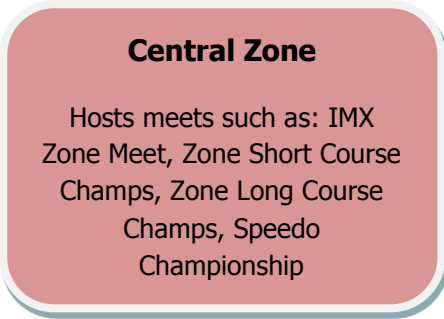 Central Zone
Hosts meets such as: IMX
Zone Meet, Zone Short Course
Champs, Zone Long Course
Champs, Speedo
Championship